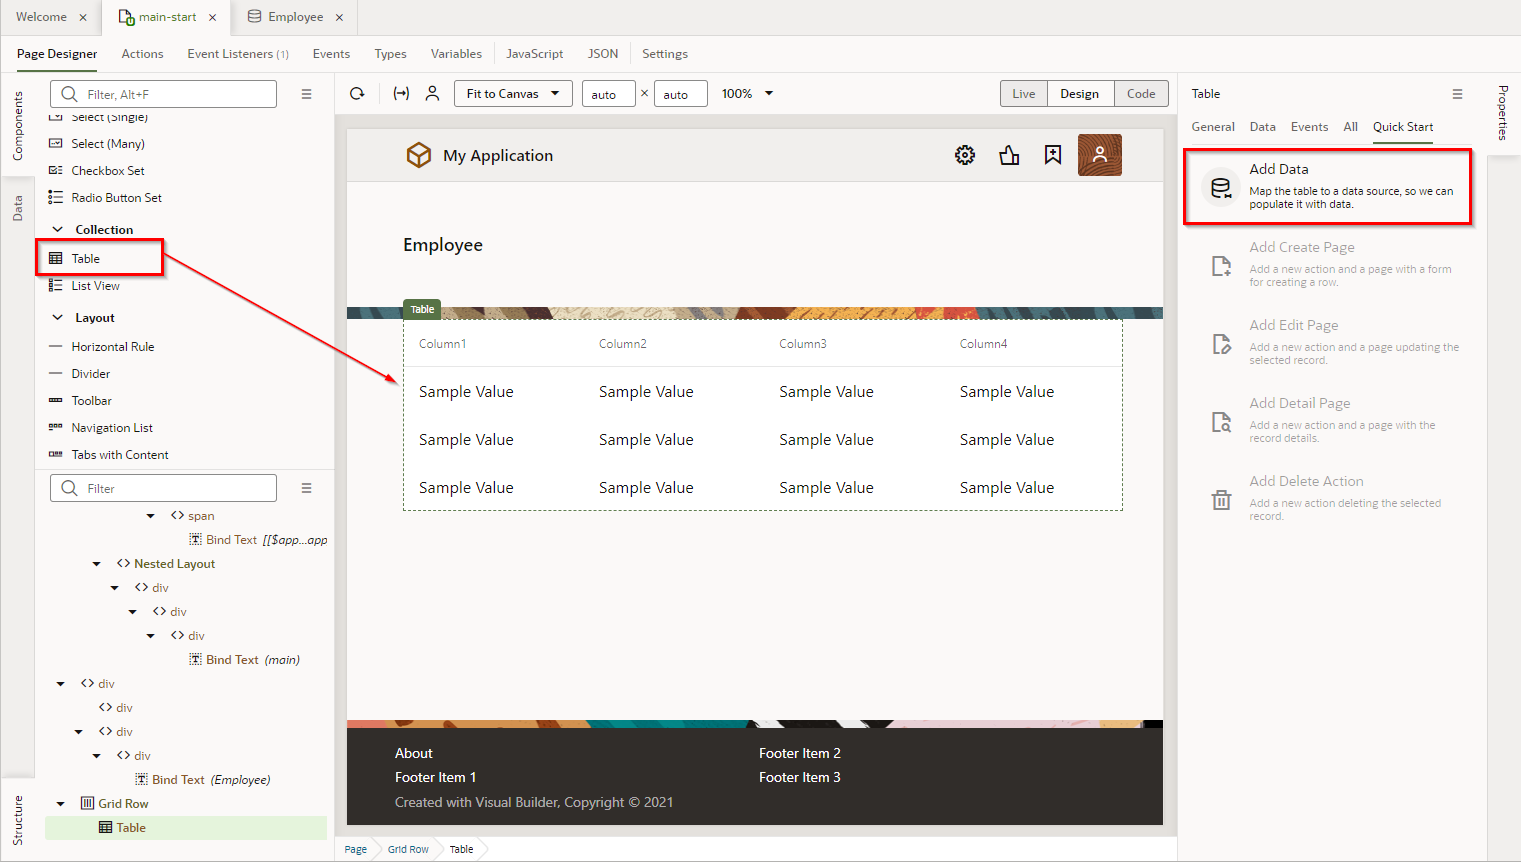 Welcome ×
main-start ×
Employee ×
Page Designer
Actions
Event Listeners (1)
Events
Types
Variables
JavaScript
JSON
Settings
Components
Data
Structure
Filter, Alt+F
Select (Single)
Select (Many)
Checkbox Set
Radio Button Set
Collection
Table
List View
Layout
Horizontal Rule
Divider
Toolbar
Navigation List
Tabs with Content
Filter
<> span
Bind Text [[$app...app
<> Nested Layout
<> div
<> div
<> div
Bind Text (main)
<> div
<> div
<> div
<> div
Bind Text (Employee)
Grid Row
Table
Fit to Canvas
auto × auto
100%
Live
Design
Code
My Application
Employee
Table
Column1 Column2 Column3 Column4
Sample Value Sample Value Sample Value Sample Value
Sample Value Sample Value Sample Value Sample Value
Sample Value Sample Value Sample Value Sample Value
About
Footer Item 2
Footer Item 1
Footer Item 3
Created with Visual Builder, Copyright © 2021
Page
Grid Row
Table
Table
General
Data
Events
All
Quick Start
Add Data
Map the table to a data source, so we can
populate it with data.
Add Create Page
Add a new action and a page with a form
for creating a row.
Add Edit Page
Add a new action and a page updating the
selected record.
Add Detail Page
Add a new action and a page with the
record details.
Add Delete Action
Add a new action deleting the selected
record.
Properties